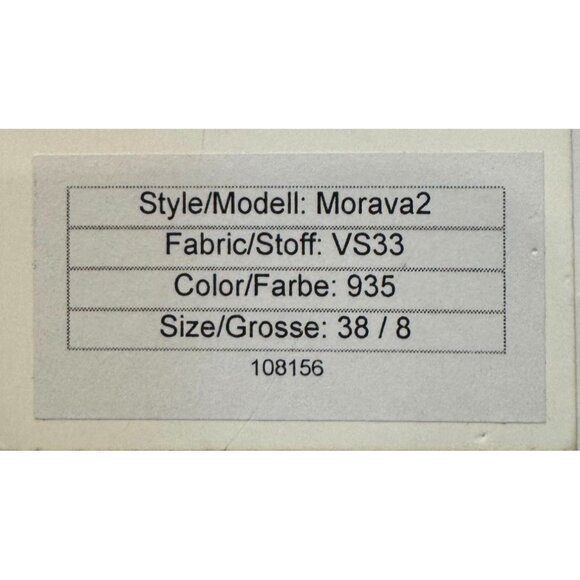 Style/Modell: Morava2
Fabric/Stoff: VS33
Color/Farbe: 935
Size/Grosse: 38 / 8
108156